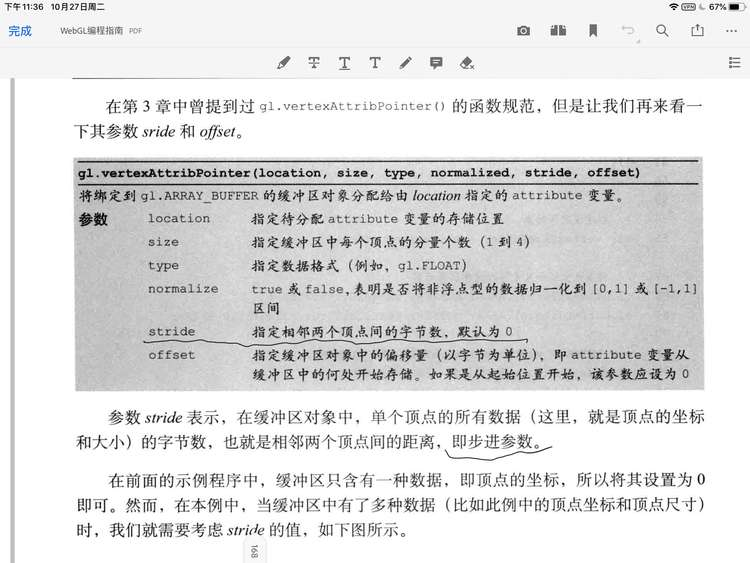 下午11:36 10月27日周二
VPN 67%
完成 WebGL编程指南 PDF
在第 3 章中曾提到过 gl.vertexAttribPointer() 的函数规范，但是让我们再来看一
下其参数 sride 和 offset。
gl.vertexAttribPointer(location, size, type, normalized, stride, offset)
将绑定到 gl.ARRAY_BUFFER 的缓冲区对象分配给由 location 指定的 attribute 变量。
参数 location 指定待分配 attribute 变量的存储位置
size 指定缓冲区中每个顶点的分量个数（1 到 4）
type 指定数据格式（例如，gl.FLOAT）
normalize true 或 false，表明是否将非浮点型的数据归一化到 [0,1] 或 [-1,1]
区间
stride 指定相邻两个顶点间的字节数，默认为 0
offset 指定缓冲区对象中的偏移量（以字节为单位），即 attribute 变量从
缓冲区中的何处开始存储。如果是从起始位置开始，该参数应设为 0
参数 stride 表示，在缓冲区对象中，单个顶点的所有数据（这里，就是顶点的坐标
和大小）的字节数，也就是相邻两个顶点间的距离，即步进参数。
在前面的示例程序中，缓冲区只含有一种数据，即顶点的坐标，所以将其设置为 0
即可。然而，在本例中，当缓冲区中有了多种数据（比如此例中的顶点坐标和顶点尺寸）
时，我们就需要考虑 stride 的值，如下图所示。
168